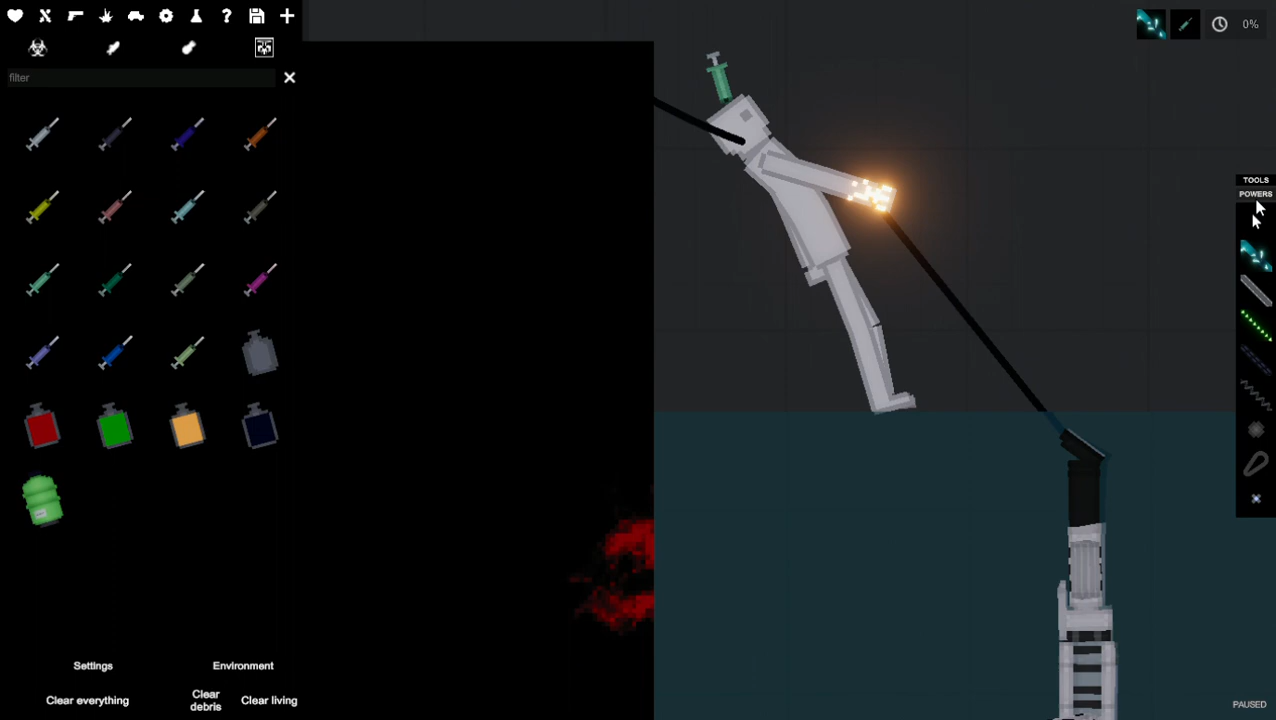 ?
filter
0%
TOOLS
POWERS
Settings
Environment
Clear everything
Clear
debris
Clear living
PAUSED